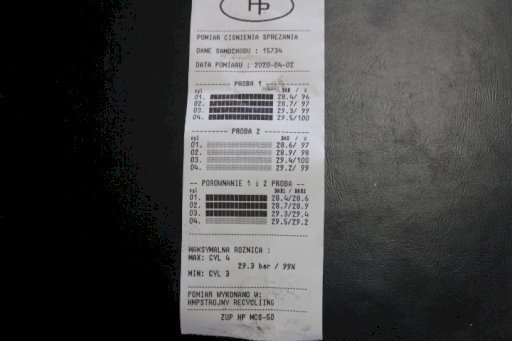 HP
POMIAR CISNIENIA SPREZANIA
DANE SAMOCHODU : 15734
DATA POMIARU : 2020-04-02
PROBA 1
cyl BAR / %
01. 28.4/ 96
02. 28.7/ 97
03. 29.3/ 99
04. 29.5/100
PROBA 2
cyl BAR / %
01. 28.6/ 97
02. 28.9/ 98
03. 29.4/100
04. 29.2/ 99
-- POROWNANIE 1 i 2 PROBA --
cyl BAR1 /BAR2
01. 28.4/28.6
02. 28.7/28.9
03. 29.3/29.4
04. 29.5/29.2
MAKSYMALNA ROZNICA :
MAX: CYL 4
29.3 bar / 99%
MIN: CYL 3
POMIAR WYKONANO W:
HMPSTROJNY RECYCLIING
ZUP HP MCS-50